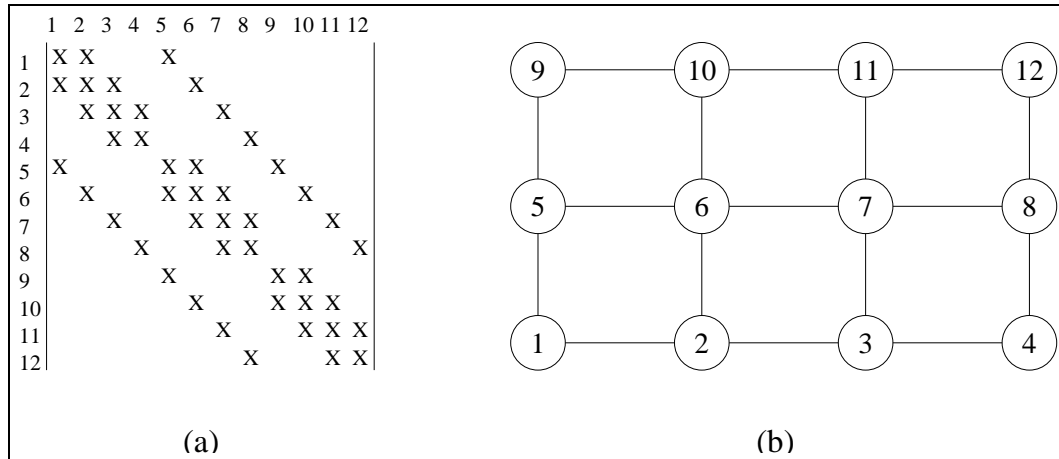 1 2 3 4 5 6 7 8 9 10 11 12
1 X X X
2 X X X X
3 X X X X
4 X X X
5 X X X X
6 X X X X X
7 X X X X X
8 X X X X
9 X X X
10 X X X X
11 X X X X
12 X X X
(a)
9 10 11 12
5 6 7 8
1 2 3 4
(b)